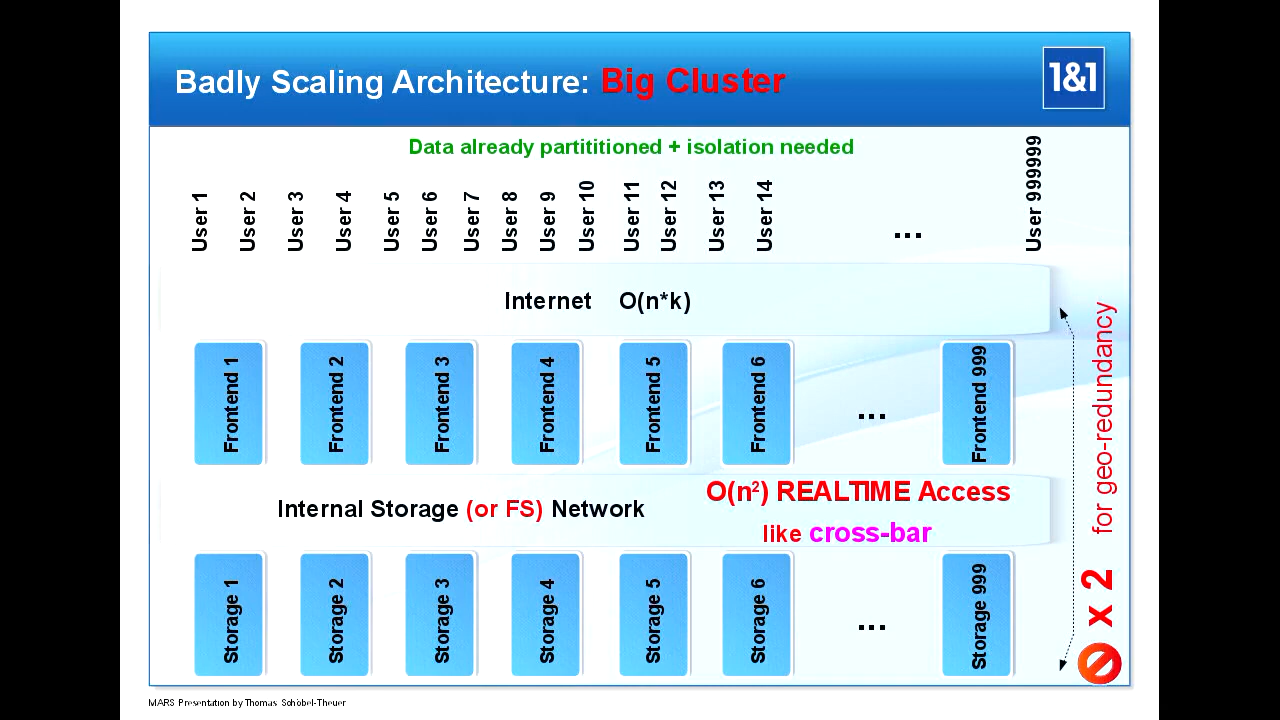 Badly Scaling Architecture: Big Cluster
1&1
Data already partititioned + isolation needed
User 1
User 2
User 3
User 4
User 5
User 6
User 7
User 8
User 9
User 10
User 11
User 12
User 13
User 14
...
User 999999
Internet O(n*k)
Frontend 1
Frontend 2
Frontend 3
Frontend 4
Frontend 5
Frontend 6
...
Frontend 999
Internal Storage (or FS) Network
O(n²) REALTIME Access
like cross-bar
Storage 1
Storage 2
Storage 3
Storage 4
Storage 5
Storage 6
...
Storage 999
x 2 for geo-redundancy
MARS Presentation by Thomas Schöbel-Theuer